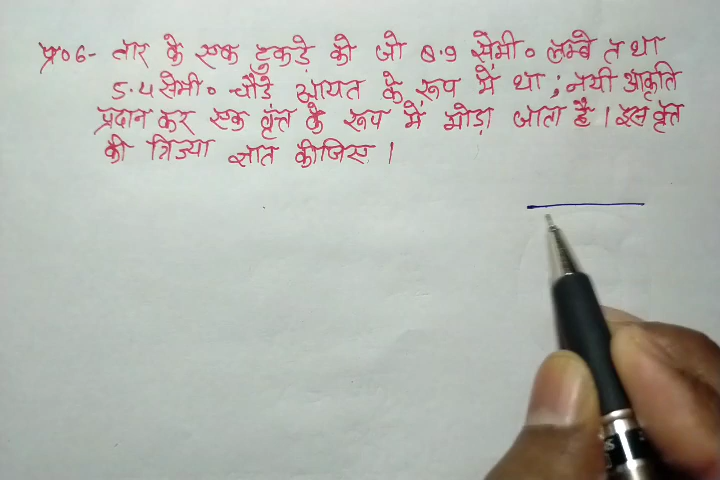 प्र०6- तार के एक टुकड़े को जो 8.9 सेमी० लम्बे तथा
5.4 सेमी० चौड़े आयत के रूप में था ; नयी आकृति
प्रदान कर एक वृत्त के रूप में मोड़ा जाता है । इस वृत्त
की त्रिज्या ज्ञात कीजिए ।